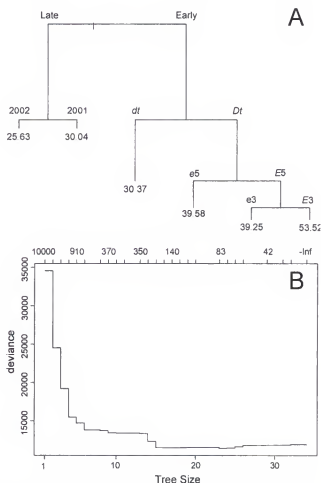 A
Late Early
2002 2001 dt Dt
25 63 30 04
30 37
e5 E5
39 58 e3 E3
39.25 53.52
10000 910 370 350 140 83 42 -Inf
B
35000
30000
25000
20000
15000
deviance
1 10 20 30
Tree Size